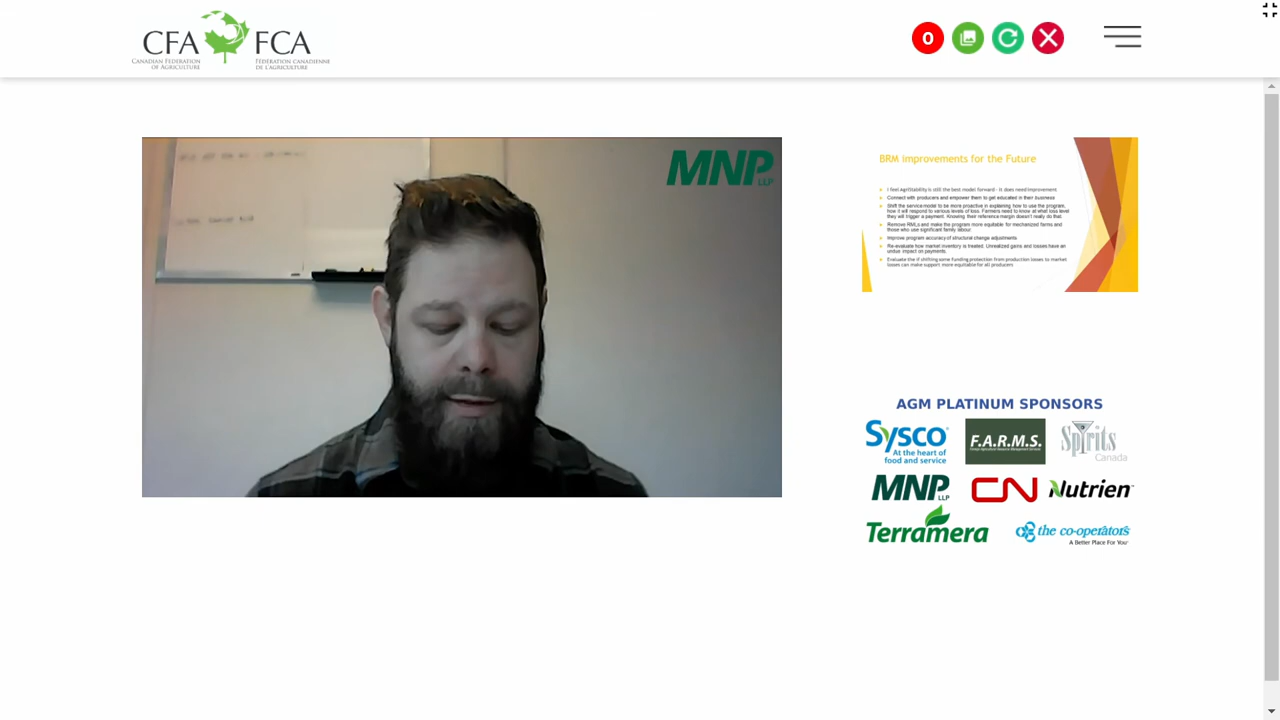 CFA FCA
CANADIAN FEDERATION OF AGRICULTURE
FÉDÉRATION CANADIENNE DE L'AGRICULTURE
0
MNP LLP
BRM improvements for the Future
I feel AgriStability is still the best model forward - it does need improvement
Connect with producers and empower them to get educated in their business
Shift the service model to be more proactive in explaining how to use the program,
how it will respond to various levels of loss. Farmers need to know at what loss level
they will trigger a payment. Knowing their reference margin doesn't really do that.
Remove RMLs and make the program more equitable for mechanized farms and
those who use significant family labour
Improve program accuracy of structural change adjustments
Re-evaluate how market inventory is treated. Unrealized gains and losses have an
undue impact on payments.
Evaluate the if shifting some funding protection from production losses to market
losses can make support more equitable for all producers
AGM PLATINUM SPONSORS
Sysco
At the heart of
food and service
F.A.R.M.S.
Spirits
Canada
MNP LLP
CN
Nutrien
Terramera
the co-operators
A Better Place For You